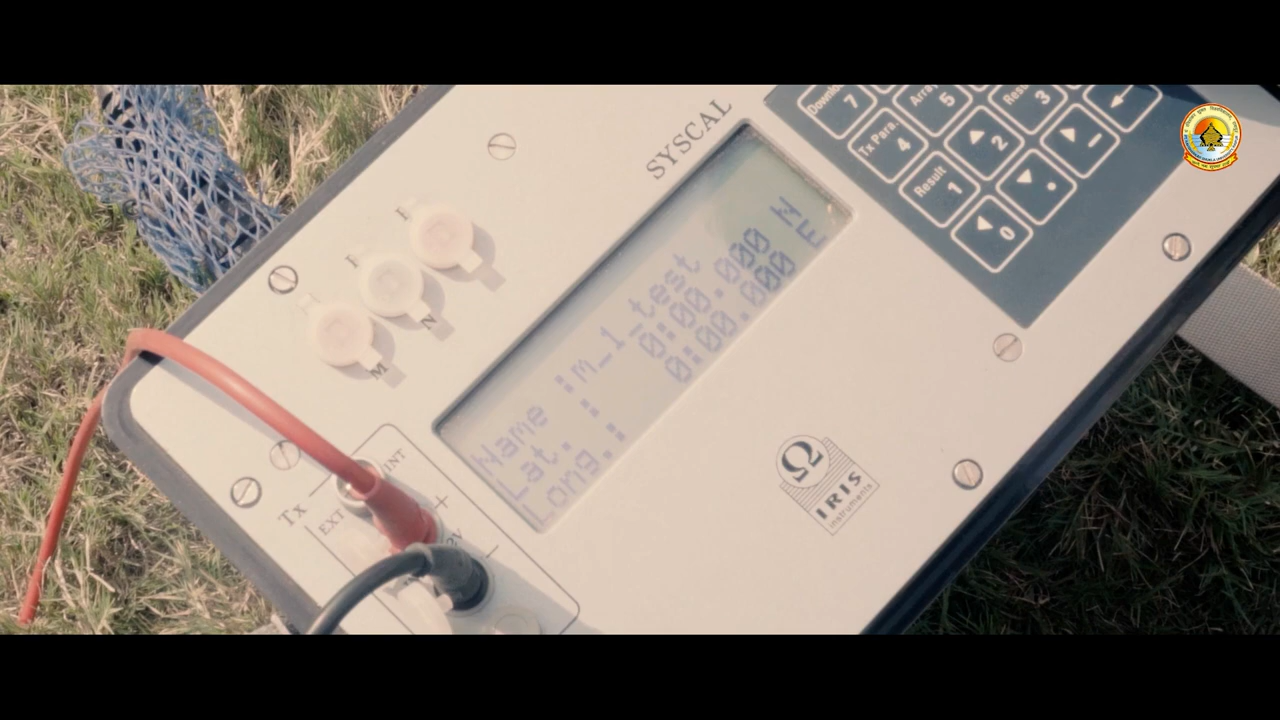 SYSCAL
Name :m_1_test
Lat. : 0:00.000 N
Long.: 0:00.000 E
7
Tx Para.
4
Result
1
5
2
0
3
INT
Tx
EXT
+
−
M
N
IRIS
instruments